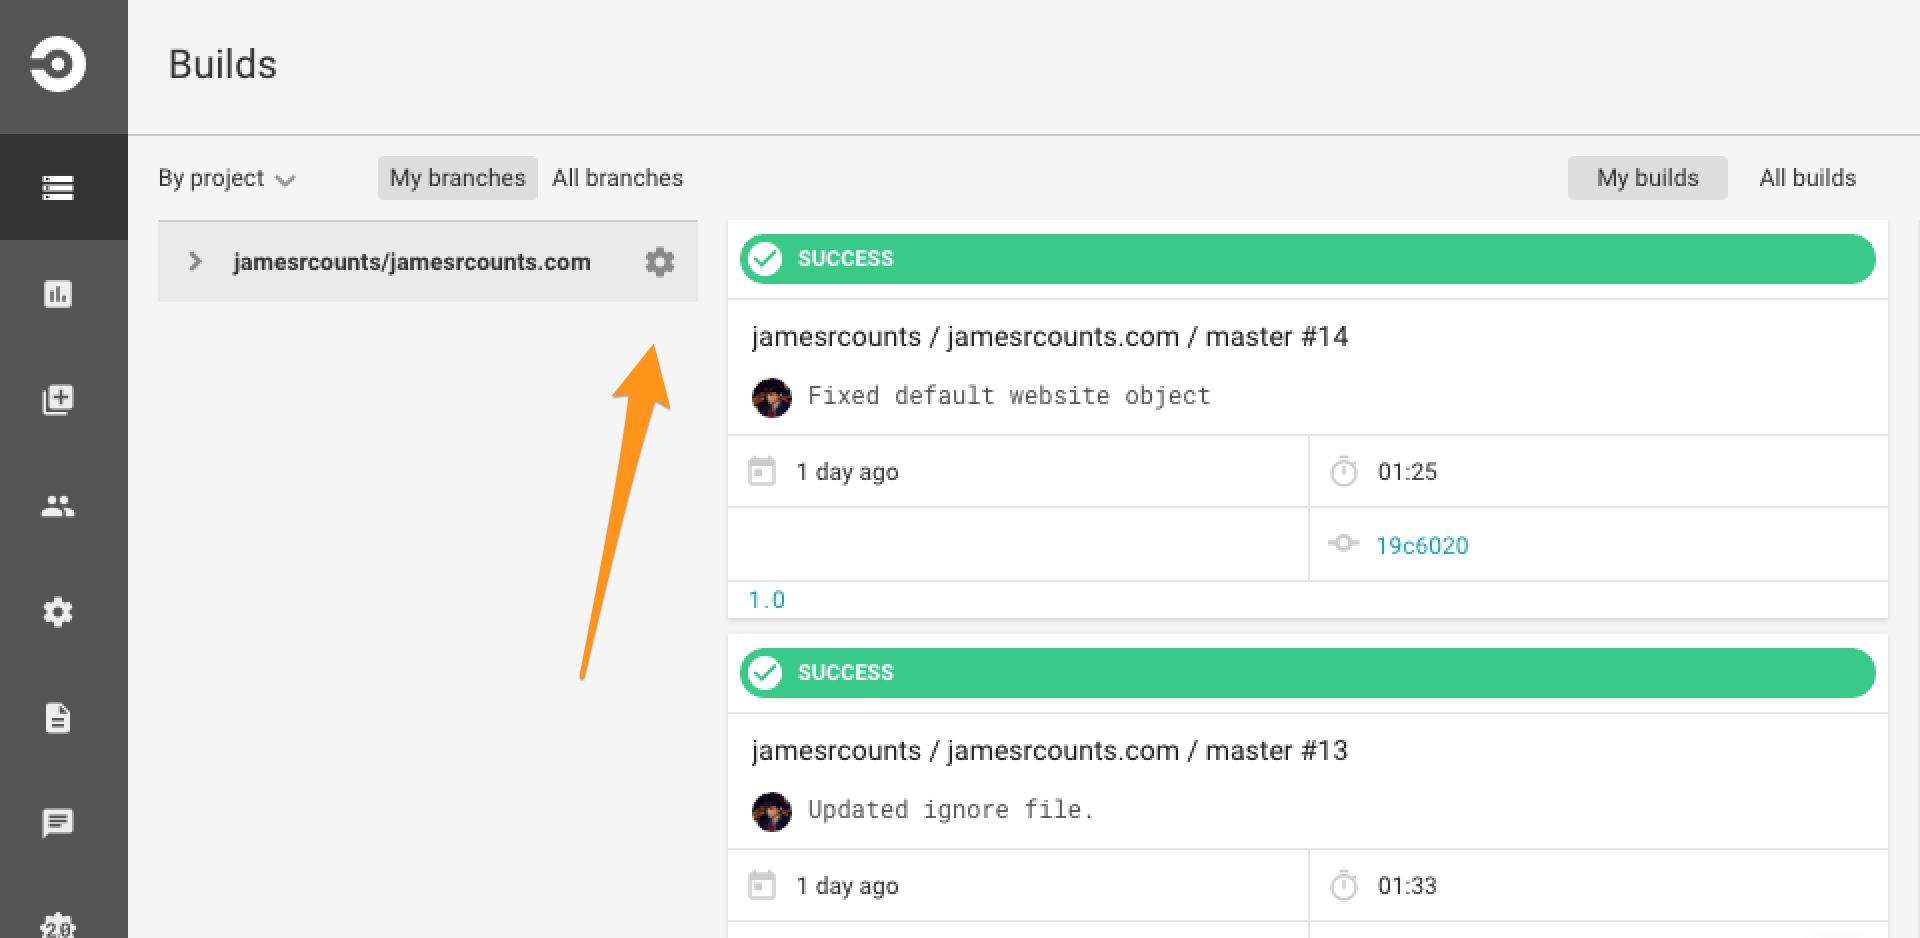 Builds
By project
My branches
All branches
My builds
All builds
jamesrcounts/jamesrcounts.com
SUCCESS
jamesrcounts / jamesrcounts.com / master #14
Fixed default website object
1 day ago
01:25
19c6020
1.0
SUCCESS
jamesrcounts / jamesrcounts.com / master #13
Updated ignore file.
1 day ago
01:33
2.0